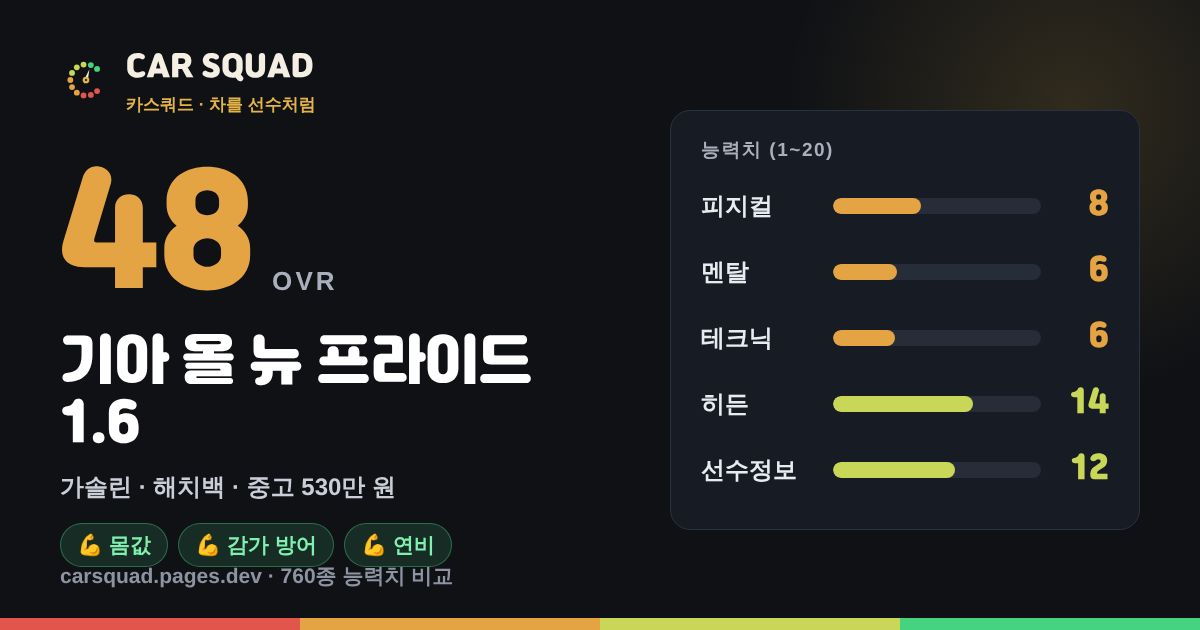 CAR SQUAD
카스쿼드 · 차를 선수처럼
48 OVR
기아 올 뉴 프라이드
1.6
가솔린 · 해치백 · 중고 530만 원
💪 몸값 💪 감가 방어 💪 연비
carsquad.pages.dev · 760종 능력치 비교
능력치 (1~20)
피지컬 8
멘탈 6
테크닉 6
히든 14
선수정보 12